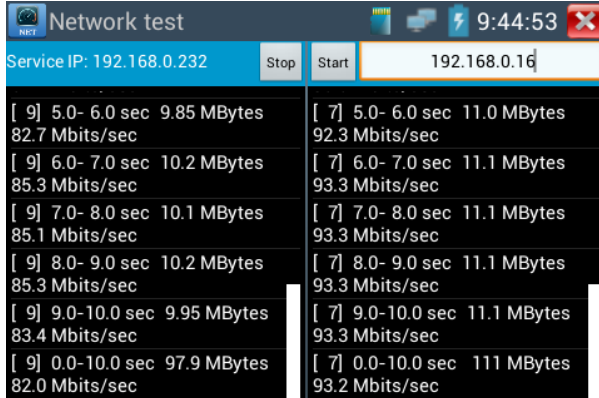 NET
Network test
9:44:53
Service IP: 192.168.0.232
Stop
[ 9] 5.0- 6.0 sec 9.85 MBytes
82.7 Mbits/sec
[ 9] 6.0- 7.0 sec 10.2 MBytes
85.3 Mbits/sec
[ 9] 7.0- 8.0 sec 10.1 MBytes
85.1 Mbits/sec
[ 9] 8.0- 9.0 sec 10.2 MBytes
85.3 Mbits/sec
[ 9] 9.0-10.0 sec 9.95 MBytes
83.4 Mbits/sec
[ 9] 0.0-10.0 sec 97.9 MBytes
82.0 Mbits/sec
Start
192.168.0.16
[ 7] 5.0- 6.0 sec 11.0 MBytes
92.3 Mbits/sec
[ 7] 6.0- 7.0 sec 11.1 MBytes
93.3 Mbits/sec
[ 7] 7.0- 8.0 sec 11.1 MBytes
93.3 Mbits/sec
[ 7] 8.0- 9.0 sec 11.1 MBytes
93.3 Mbits/sec
[ 7] 9.0-10.0 sec 11.1 MBytes
93.3 Mbits/sec
[ 7] 0.0-10.0 sec 111 MBytes
93.2 Mbits/sec